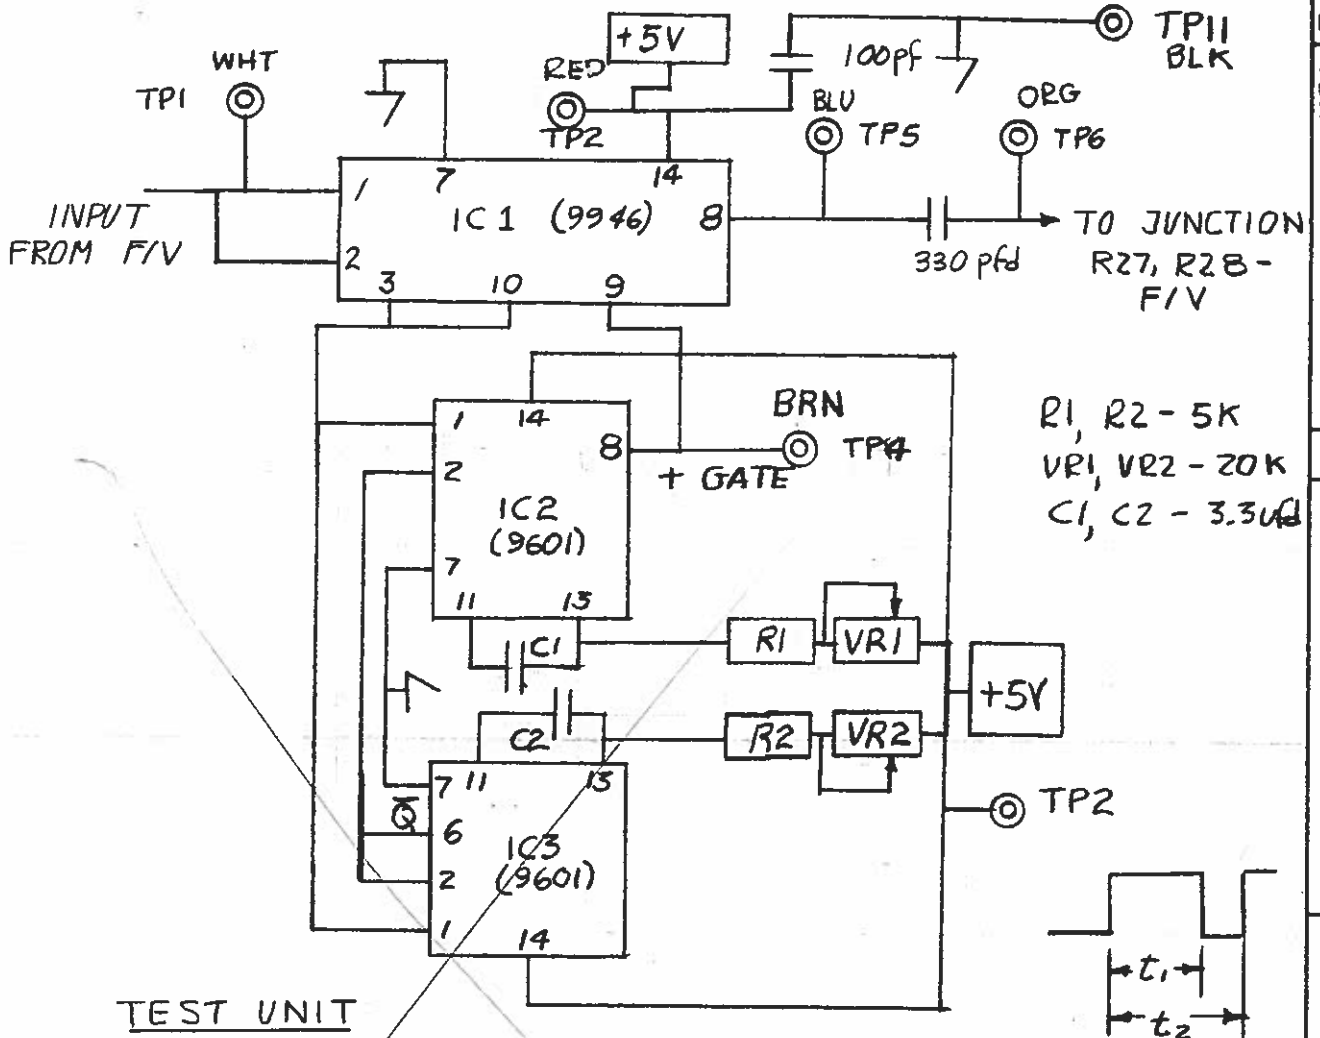 WHT
TP1
+5V
RED
TP2
100pf
TP11
BLK
BLU
TP5
ORG
TP6
INPUT
FROM F/V
1
2
7
14
IC1 (9946)
8
3
10
9
330 pfd
TO JUNCTION
R27, R28-
F/V
1
14
2
8
IC2
(9601)
7
11
13
BRN
TP4
+ GATE
R1, R2 - 5K
VR1, VR2 - 20K
C1, C2 - 3.3ufd
C1
R1
VR1
+5V
C2
R2
VR2
7
11
13
Q
6
IC3
(9601)
2
1
14
TP2
t1
t2
TEST UNIT